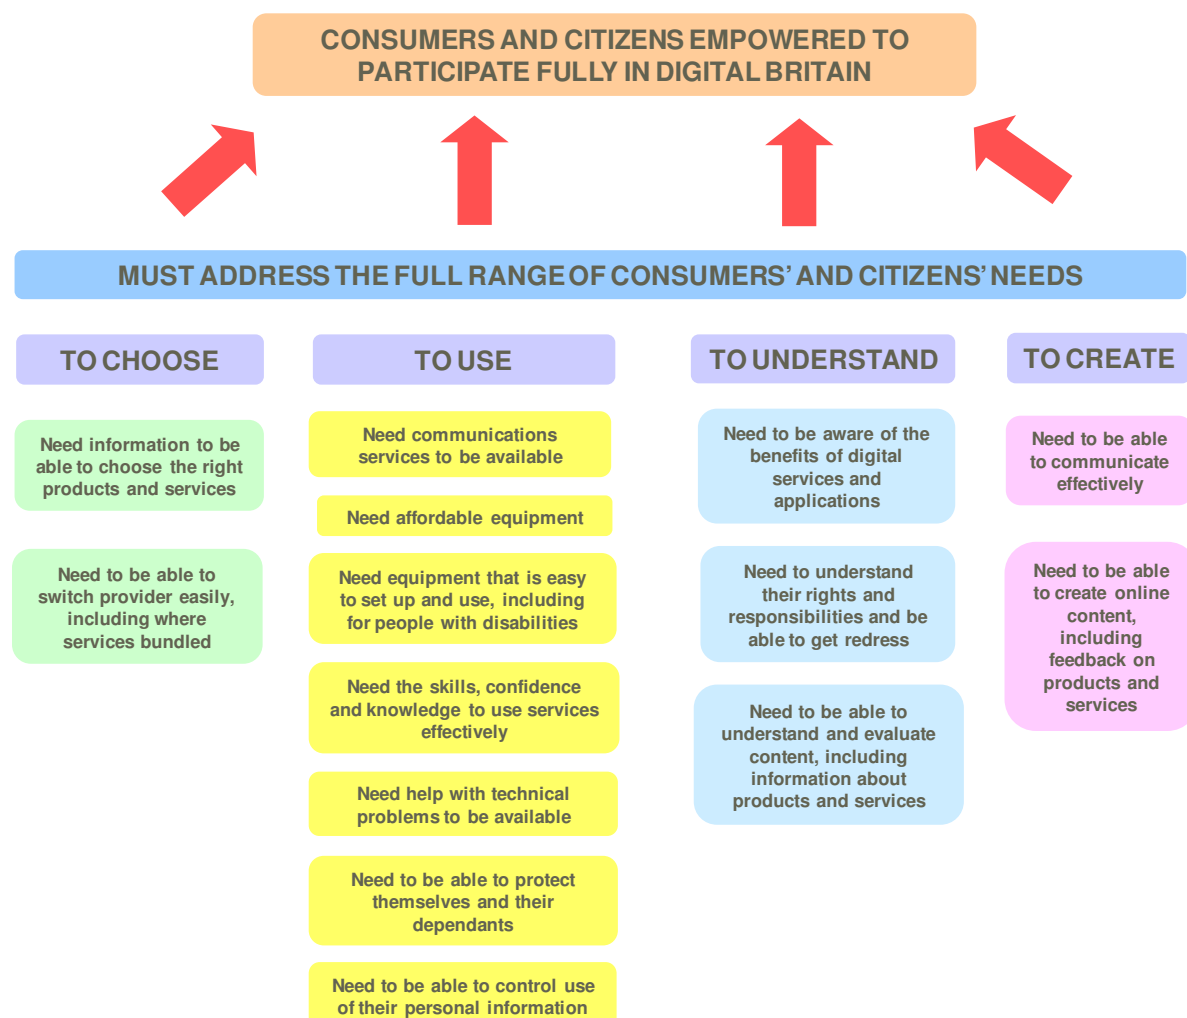 CONSUMERS AND CITIZENS EMPOWERED TO
PARTICIPATE FULLY IN DIGITAL BRITAIN
MUST ADDRESS THE FULL RANGE OF CONSUMERS' AND CITIZENS' NEEDS
TO CHOOSE
Need information to be
able to choose the right
products and services
Need to be able to
switch provider easily,
including where
services bundled
TO USE
Need communications
services to be available
Need affordable equipment
Need equipment that is easy
to set up and use, including
for people with disabilities
Need the skills, confidence
and knowledge to use services
effectively
Need help with technical
problems to be available
Need to be able to protect
themselves and their
dependants
Need to be able to control use
of their personal information
TO UNDERSTAND
Need to be aware of the
benefits of digital
services and
applications
Need to understand
their rights and
responsibilities and be
able to get redress
Need to be able to
understand and evaluate
content, including
information about
products and services
TO CREATE
Need to be able
to communicate
effectively
Need to be able
to create online
content,
including
feedback on
products and
services